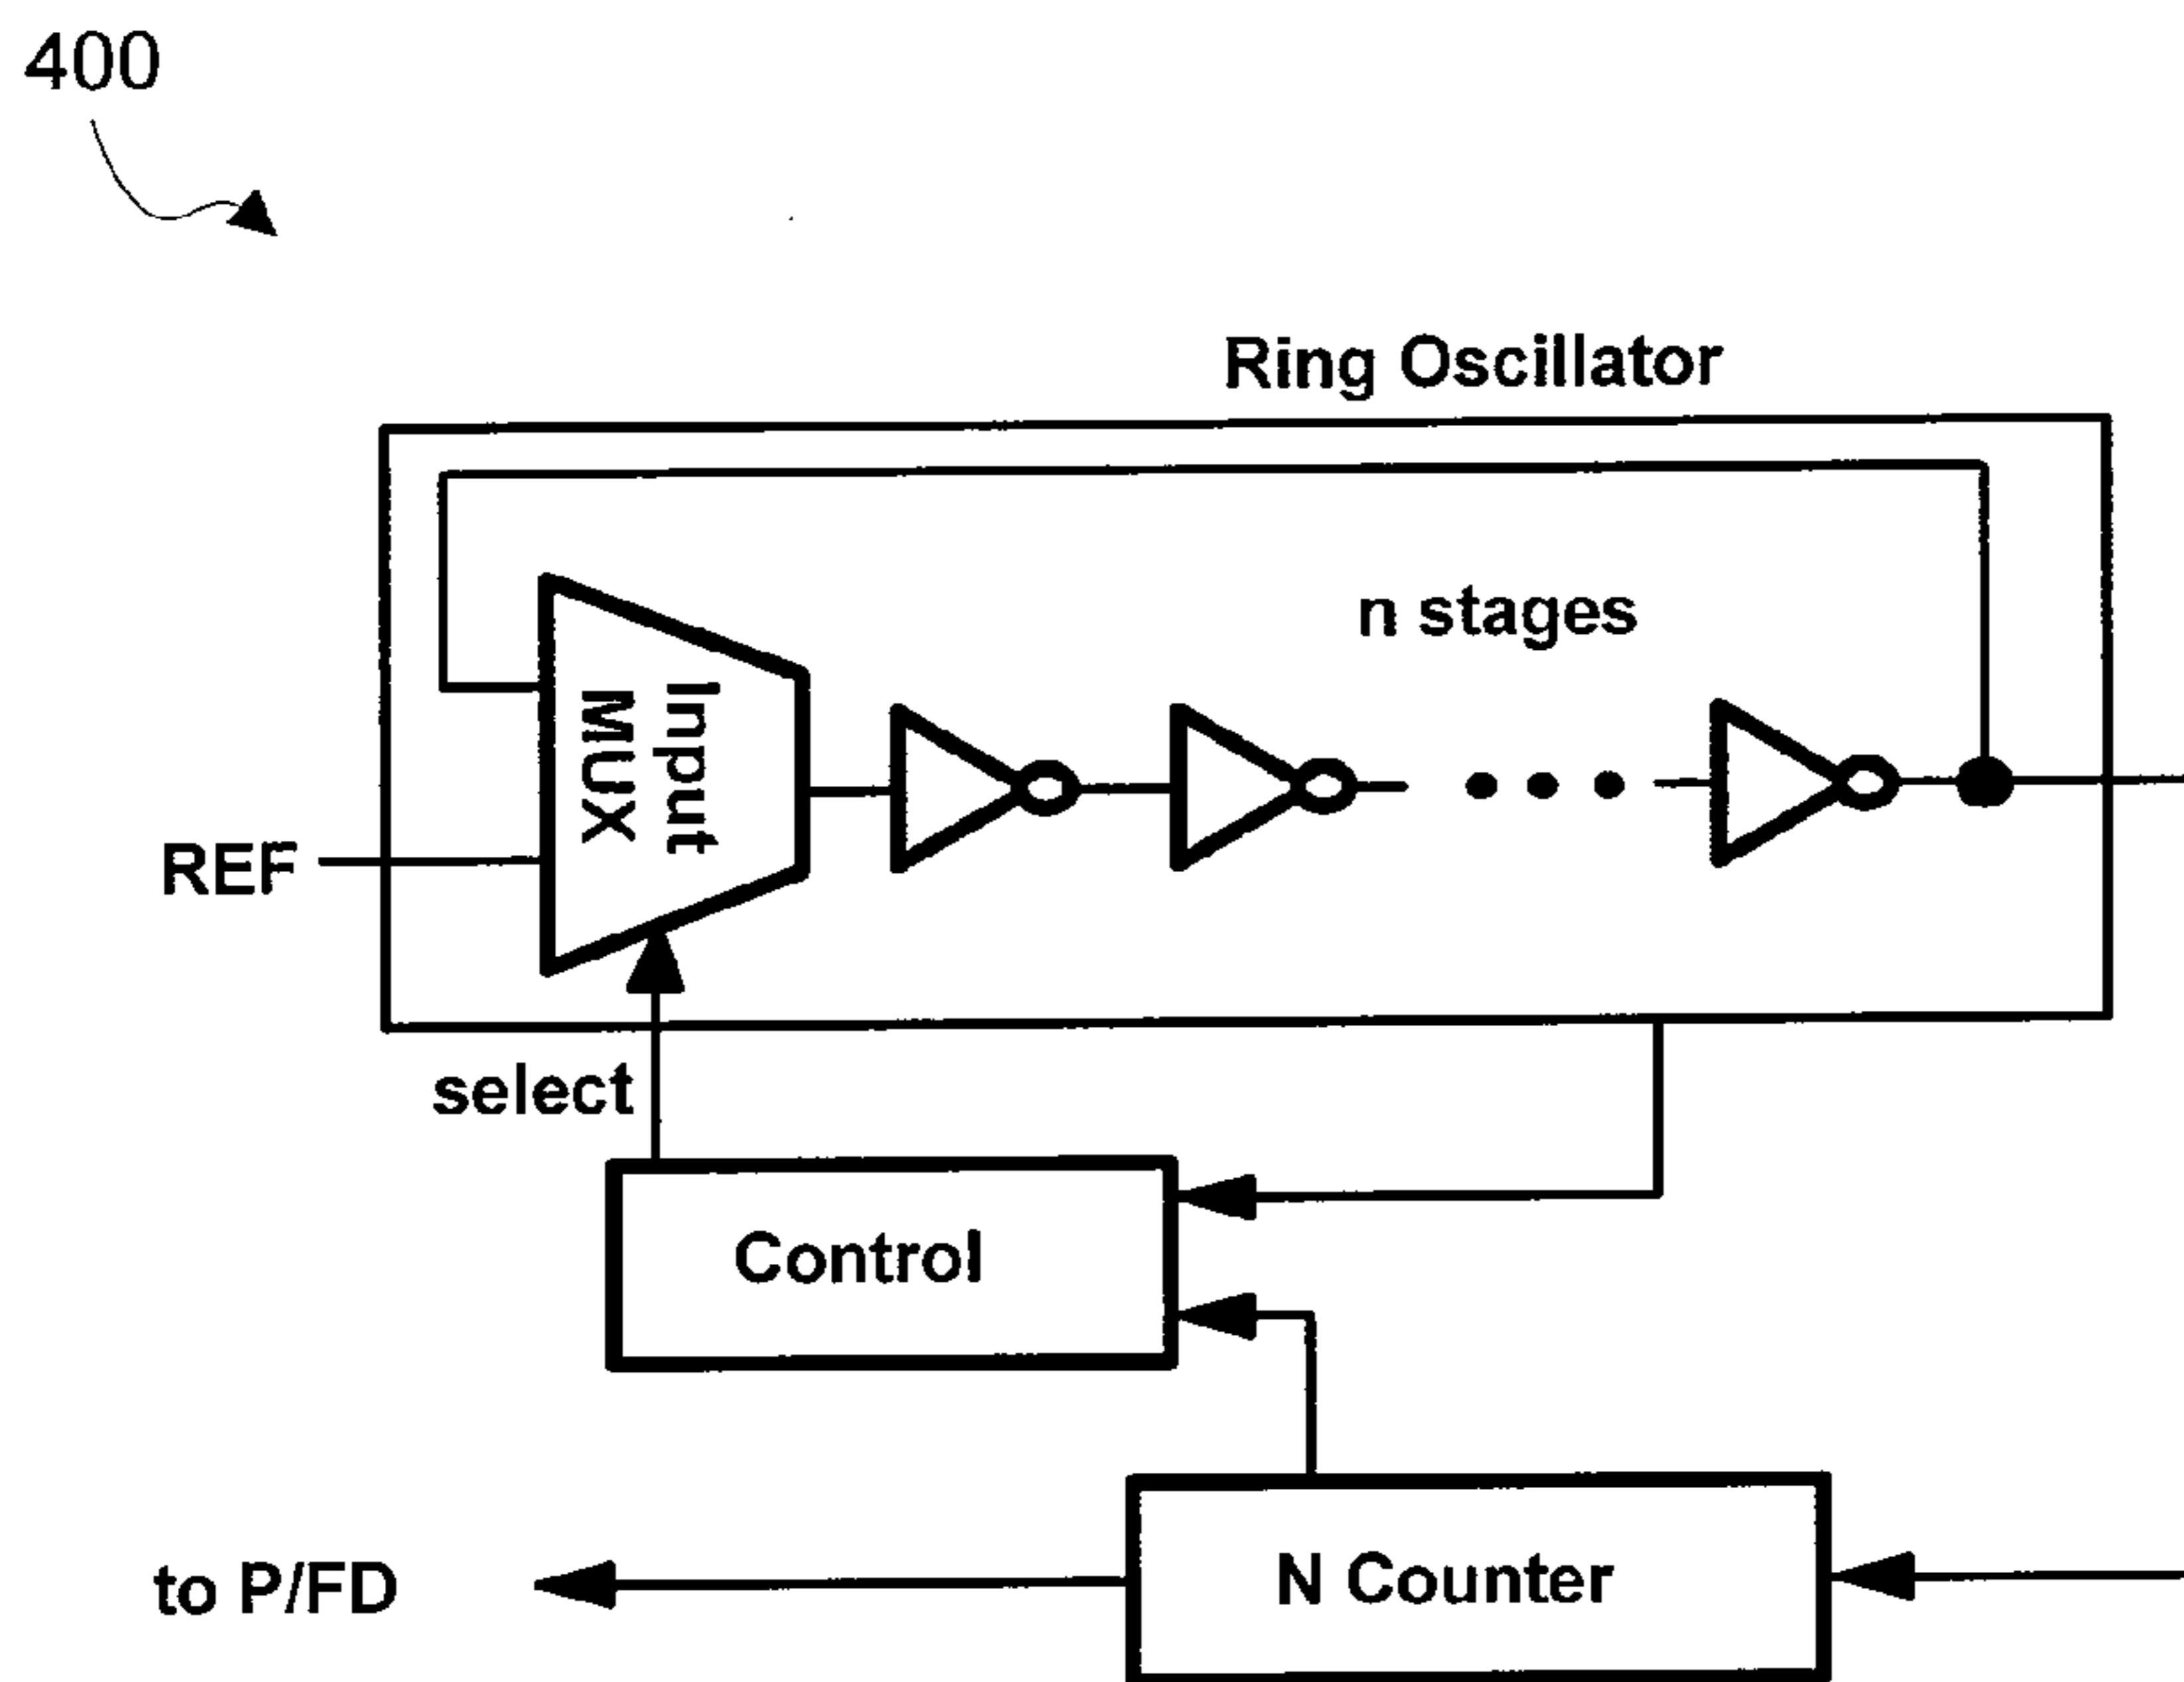 400
Ring Oscillator
n stages
Input
MUX
REF
select
Control
N Counter
to P/FD